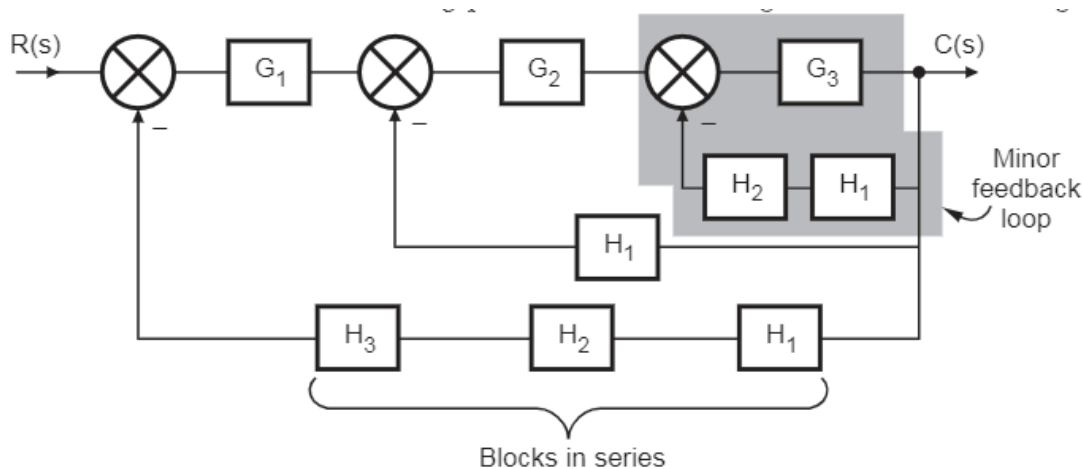 R(s) G1 G2 G3 C(s)
– – –
H2 H1
Minor
feedback
loop
H1
H3 H2 H1
Blocks in series